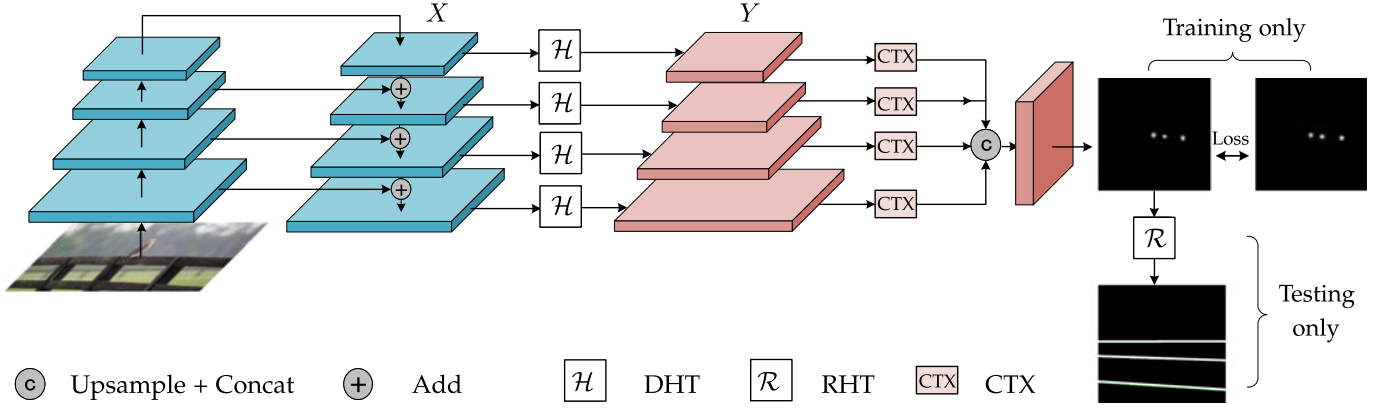 X
Y
Training only
ℋ
CTX
ℋ
CTX
ℋ
CTX
ℋ
CTX
+
+
+
C
Loss
ℛ
Testing
only
C Upsample + Concat
+ Add
ℋ DHT
ℛ RHT
CTX CTX